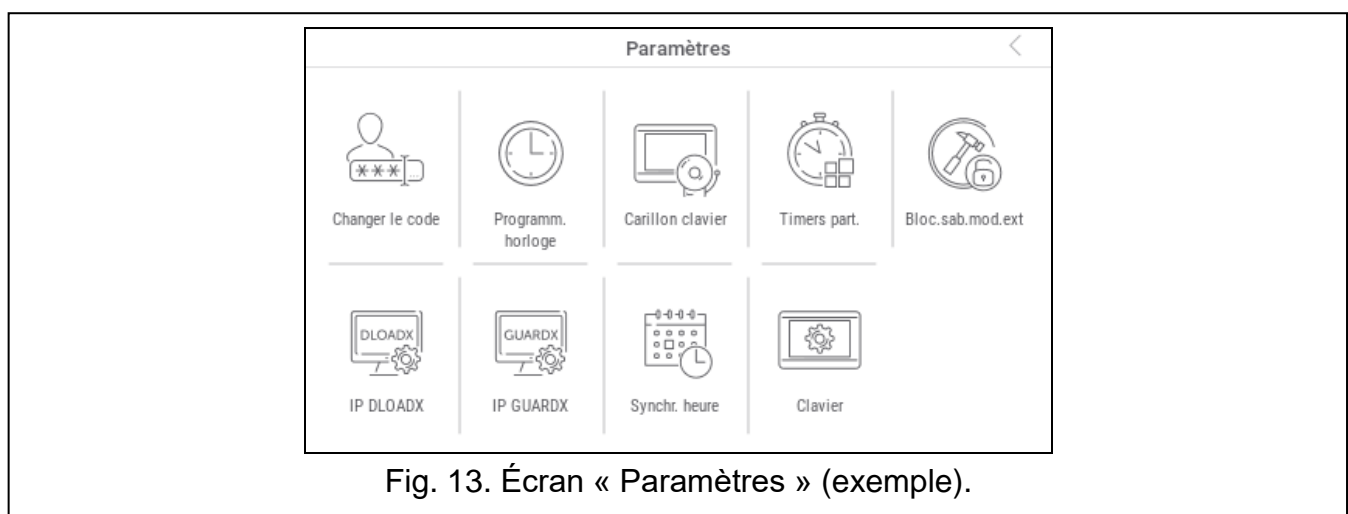 Paramètres
***
Changer le code
Programm.
horloge
Carillon clavier
Timers part.
Bloc.sab.mod.ext
DLOADX
GUARDX
IP DLOADX
IP GUARDX
Synchr. heure
Clavier
Fig. 13. Écran « Paramètres » (exemple).